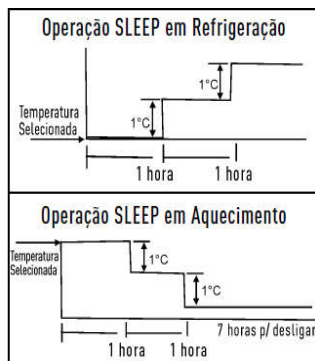 Operação SLEEP em Refrigeração
1°C
1°C
Temperatura
Selecionada
1 hora
1 hora
Operação SLEEP em Aquecimento
Temperatura
Selecionada
1°C
1°C
7 horas p/ desligar
1 hora
1 hora